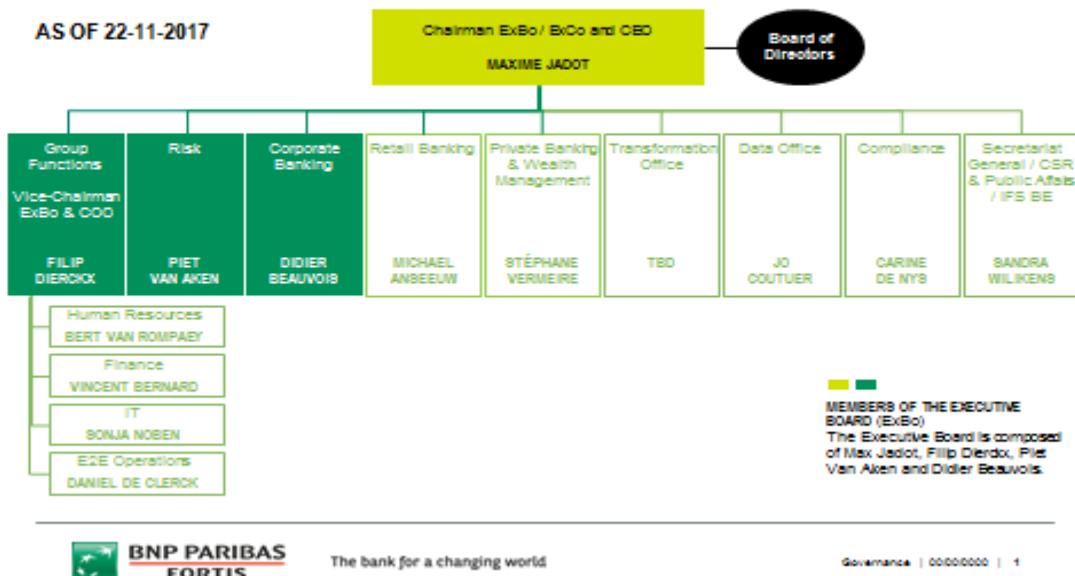 AS OF 22-11-2017
Chairman ExBo / ExCo and CEO
MAXIME JADOT
Board of
Directors
Group
Functions
Vice-Chairman
ExBo & COO
FILIP
DIERCKX
Risk
PIET
VAN AKEN
Corporate
Banking
DIDIER
BEAUVOIS
Retail Banking
MICHAEL
ANSEEUW
Private Banking
& Wealth
Management
STÉPHANE
VERMEIRE
Transformation
Office
TBD
Data Office
JO
COUTUER
Compliance
CARINE
DE NYS
Secretariat
General / CSR
& Public Affairs
/ IFS BE
SANDRA
WILIKENS
Human Resources
BERT VAN ROMPAEY
Finance
VINCENT BERNARD
IT
SONJA NOBEN
E2E Operations
DANIEL DE CLERCK
MEMBERS OF THE EXECUTIVE
BOARD (ExBo)
The Executive Board is composed
of Max Jadot, Filip Dierckx, Piet
Van Aken and Didier Beauvois.
BNP PARIBAS
FORTIS
The bank for a changing world
Governance | 00/00/0000 | 1